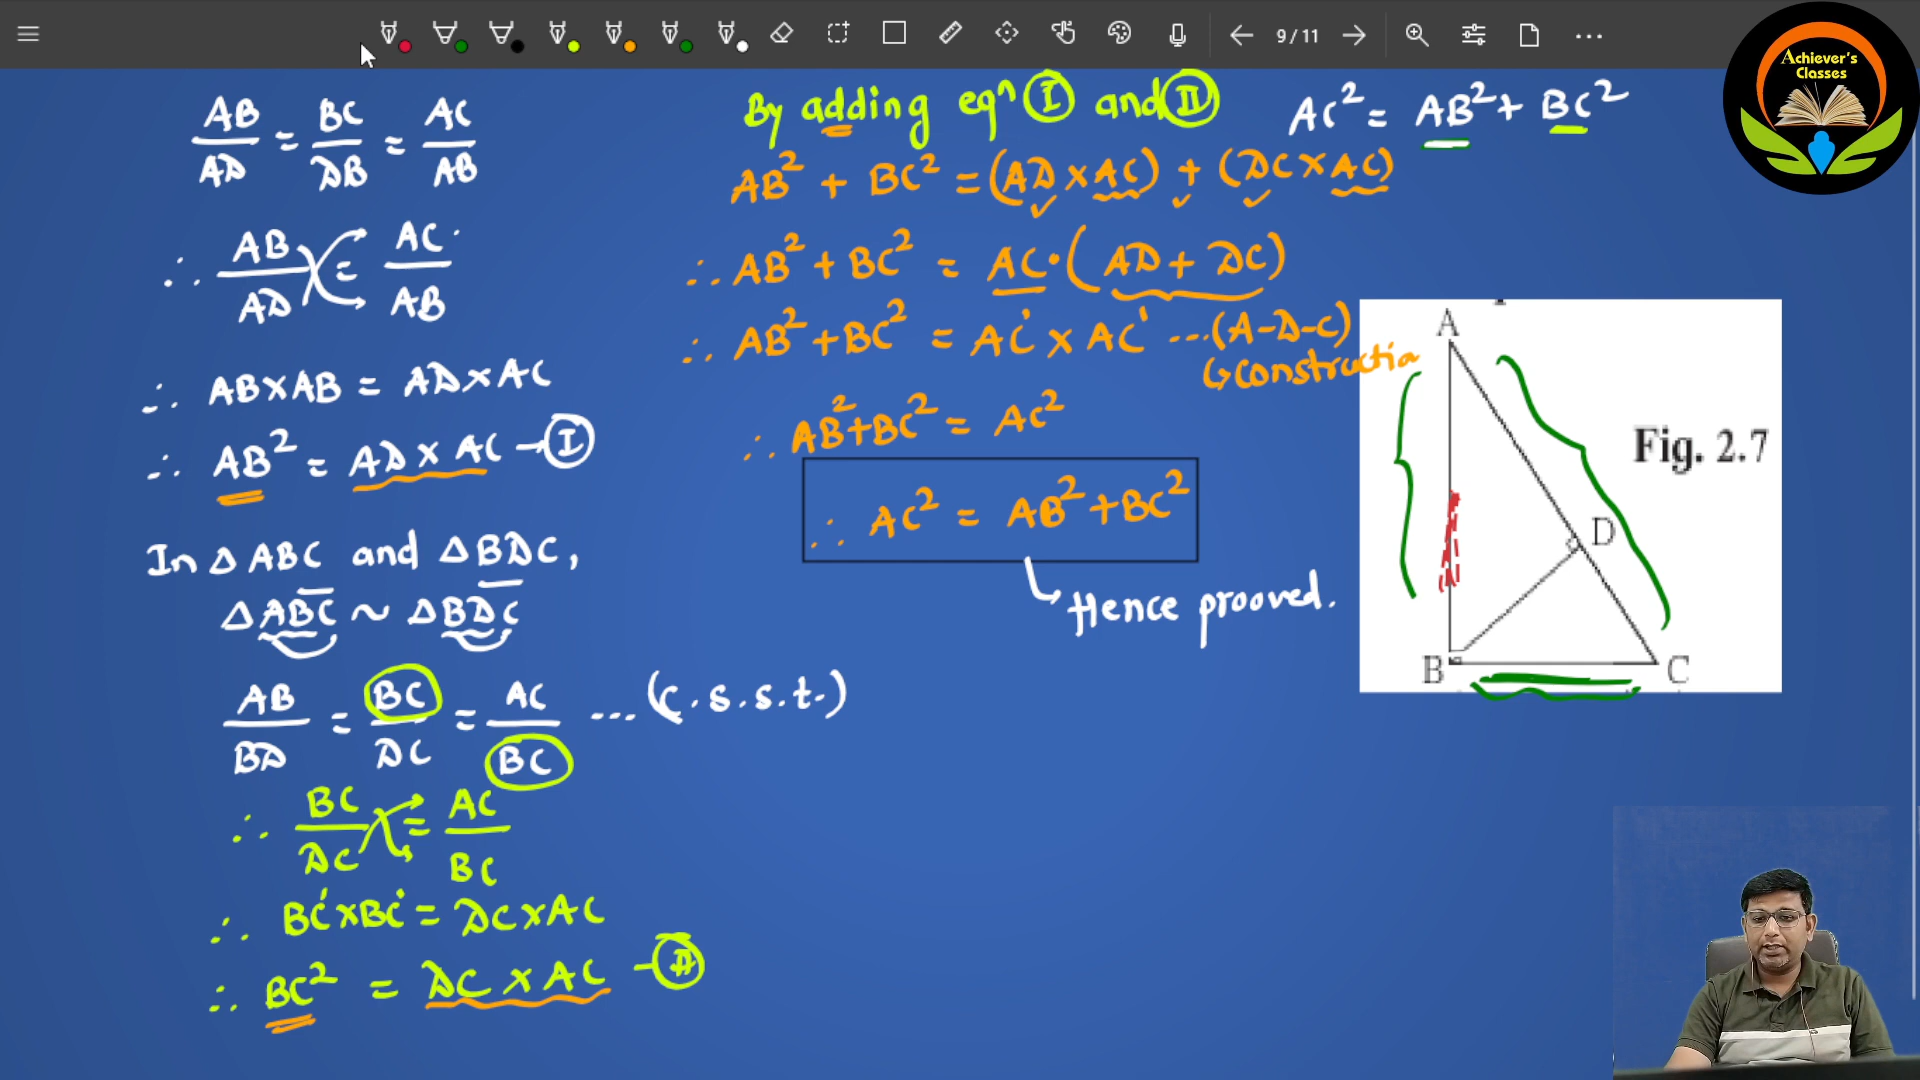 9 / 11
Achiever's
Classes
AB/AD = BC/DB = AC/AB
∴ AB/AD = AC/AB
∴ AB×AB = AD×AC
∴ AB² = AD × AC → Ⓘ
In △ ABC and △ BDC,
△ ABC ~ △ BDC
AB/BD = BC/DC = AC/BC ... (c.s.s.t.)
∴ BC/DC = AC/BC
∴ BC×BC = DC×AC
∴ BC² = DC × AC - Ⅱ
By adding eqⁿ Ⓘ and Ⅱ
AC² = AB² + BC²
AB² + BC² = (AD × AC) + (DC × AC)
∴ AB² + BC² = AC·(AD + DC)
∴ AB² + BC² = AC × AC ...(A-D-C)
↳ constructio
∴ AB² + BC² = AC²
∴ AC² = AB² + BC²
↳ Hence prooved.
A
Fig. 2.7
D
B
C